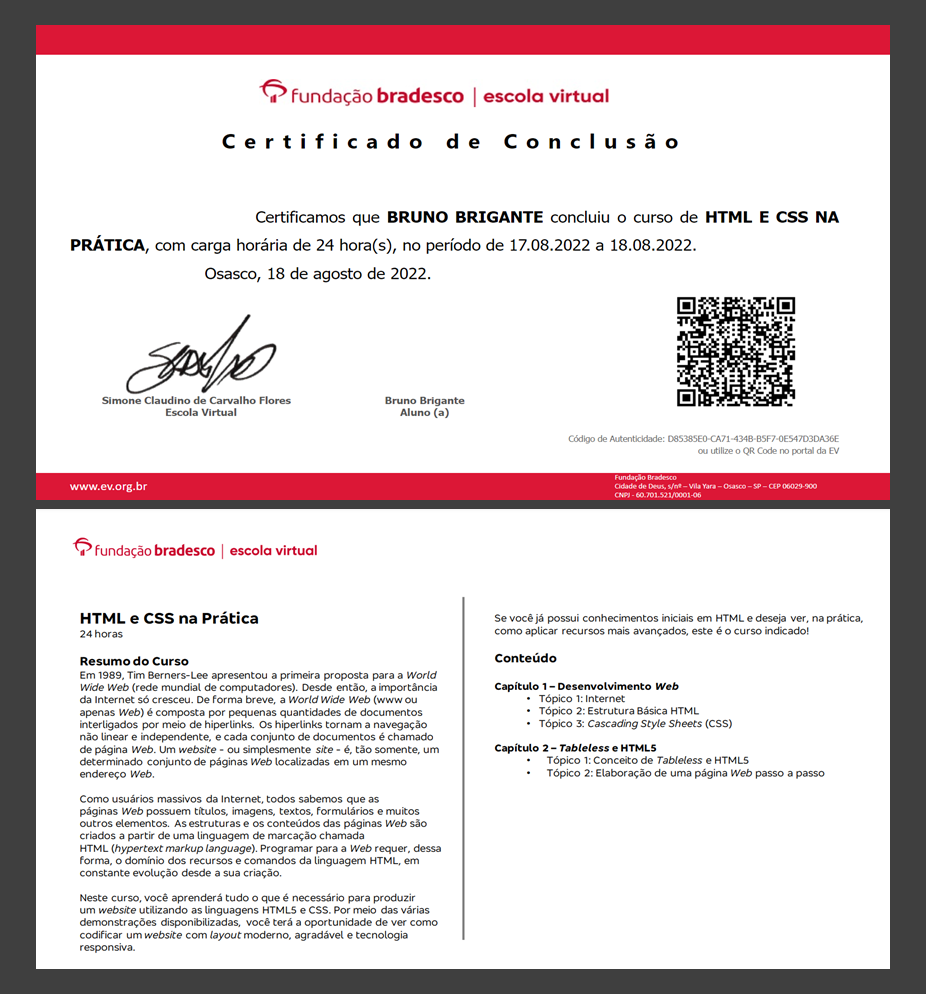 fundação bradesco | escola virtual
Certificado de Conclusão
Certificamos que BRUNO BRIGANTE concluiu o curso de HTML E CSS NA
PRÁTICA, com carga horária de 24 hora(s), no período de 17.08.2022 a 18.08.2022.
Osasco, 18 de agosto de 2022.
Simone Claudino de Carvalho Flores
Escola Virtual
Bruno Brigante
Aluno (a)
Código de Autenticidade: D85385E0-CA71-434B-B5F7-0E547D3DA36E
ou utilize o QR Code no portal da EV
www.ev.org.br
Fundação Bradesco
Cidade de Deus, s/nº – Vila Yara – Osasco – SP – CEP 06029-900
CNPJ - 60.701.521/0001-06
fundação bradesco | escola virtual
HTML e CSS na Prática
24 horas
Resumo do Curso
Em 1989, Tim Berners-Lee apresentou a primeira proposta para a World
Wide Web (rede mundial de computadores). Desde então, a importância
da Internet só cresceu. De forma breve, a World Wide Web (www ou
apenas Web) é composta por pequenas quantidades de documentos
interligados por meio de hiperlinks. Os hiperlinks tornam a navegação
não linear e independente, e cada conjunto de documentos é chamado
de página Web. Um website - ou simplesmente site - é, tão somente, um
determinado conjunto de páginas Web localizadas em um mesmo
endereço Web.
Como usuários massivos da Internet, todos sabemos que as
páginas Web possuem títulos, imagens, textos, formulários e muitos
outros elementos. As estruturas e os conteúdos das páginas Web são
criados a partir de uma linguagem de marcação chamada
HTML (hypertext markup language). Programar para a Web requer, dessa
forma, o domínio dos recursos e comandos da linguagem HTML, em
constante evolução desde a sua criação.
Neste curso, você aprenderá tudo o que é necessário para produzir
um website utilizando as linguagens HTML5 e CSS. Por meio das várias
demonstrações disponibilizadas, você terá a oportunidade de ver como
codificar um website com layout moderno, agradável e tecnologia
responsiva.
Se você já possui conhecimentos iniciais em HTML e deseja ver, na prática,
como aplicar recursos mais avançados, este é o curso indicado!
Conteúdo
Capítulo 1 – Desenvolvimento Web
• Tópico 1: Internet
• Tópico 2: Estrutura Básica HTML
• Tópico 3: Cascading Style Sheets (CSS)
Capítulo 2 – Tableless e HTML5
• Tópico 1: Conceito de Tableless e HTML5
• Tópico 2: Elaboração de uma página Web passo a passo